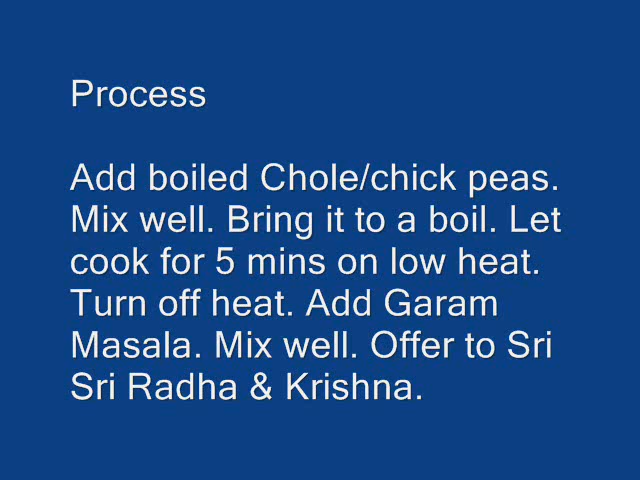 Process
Add boiled Chole/chick peas.
Mix well. Bring it to a boil. Let
cook for 5 mins on low heat.
Turn off heat. Add Garam
Masala. Mix well. Offer to Sri
Sri Radha & Krishna.